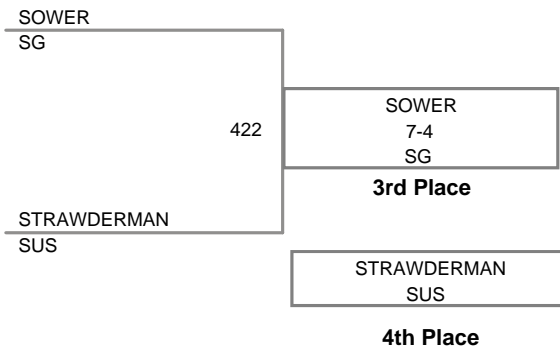 SOWER
SG
422
SOWER
7-4
SG
3rd Place
STRAWDERMAN
SUS
STRAWDERMAN
SUS
4th Place